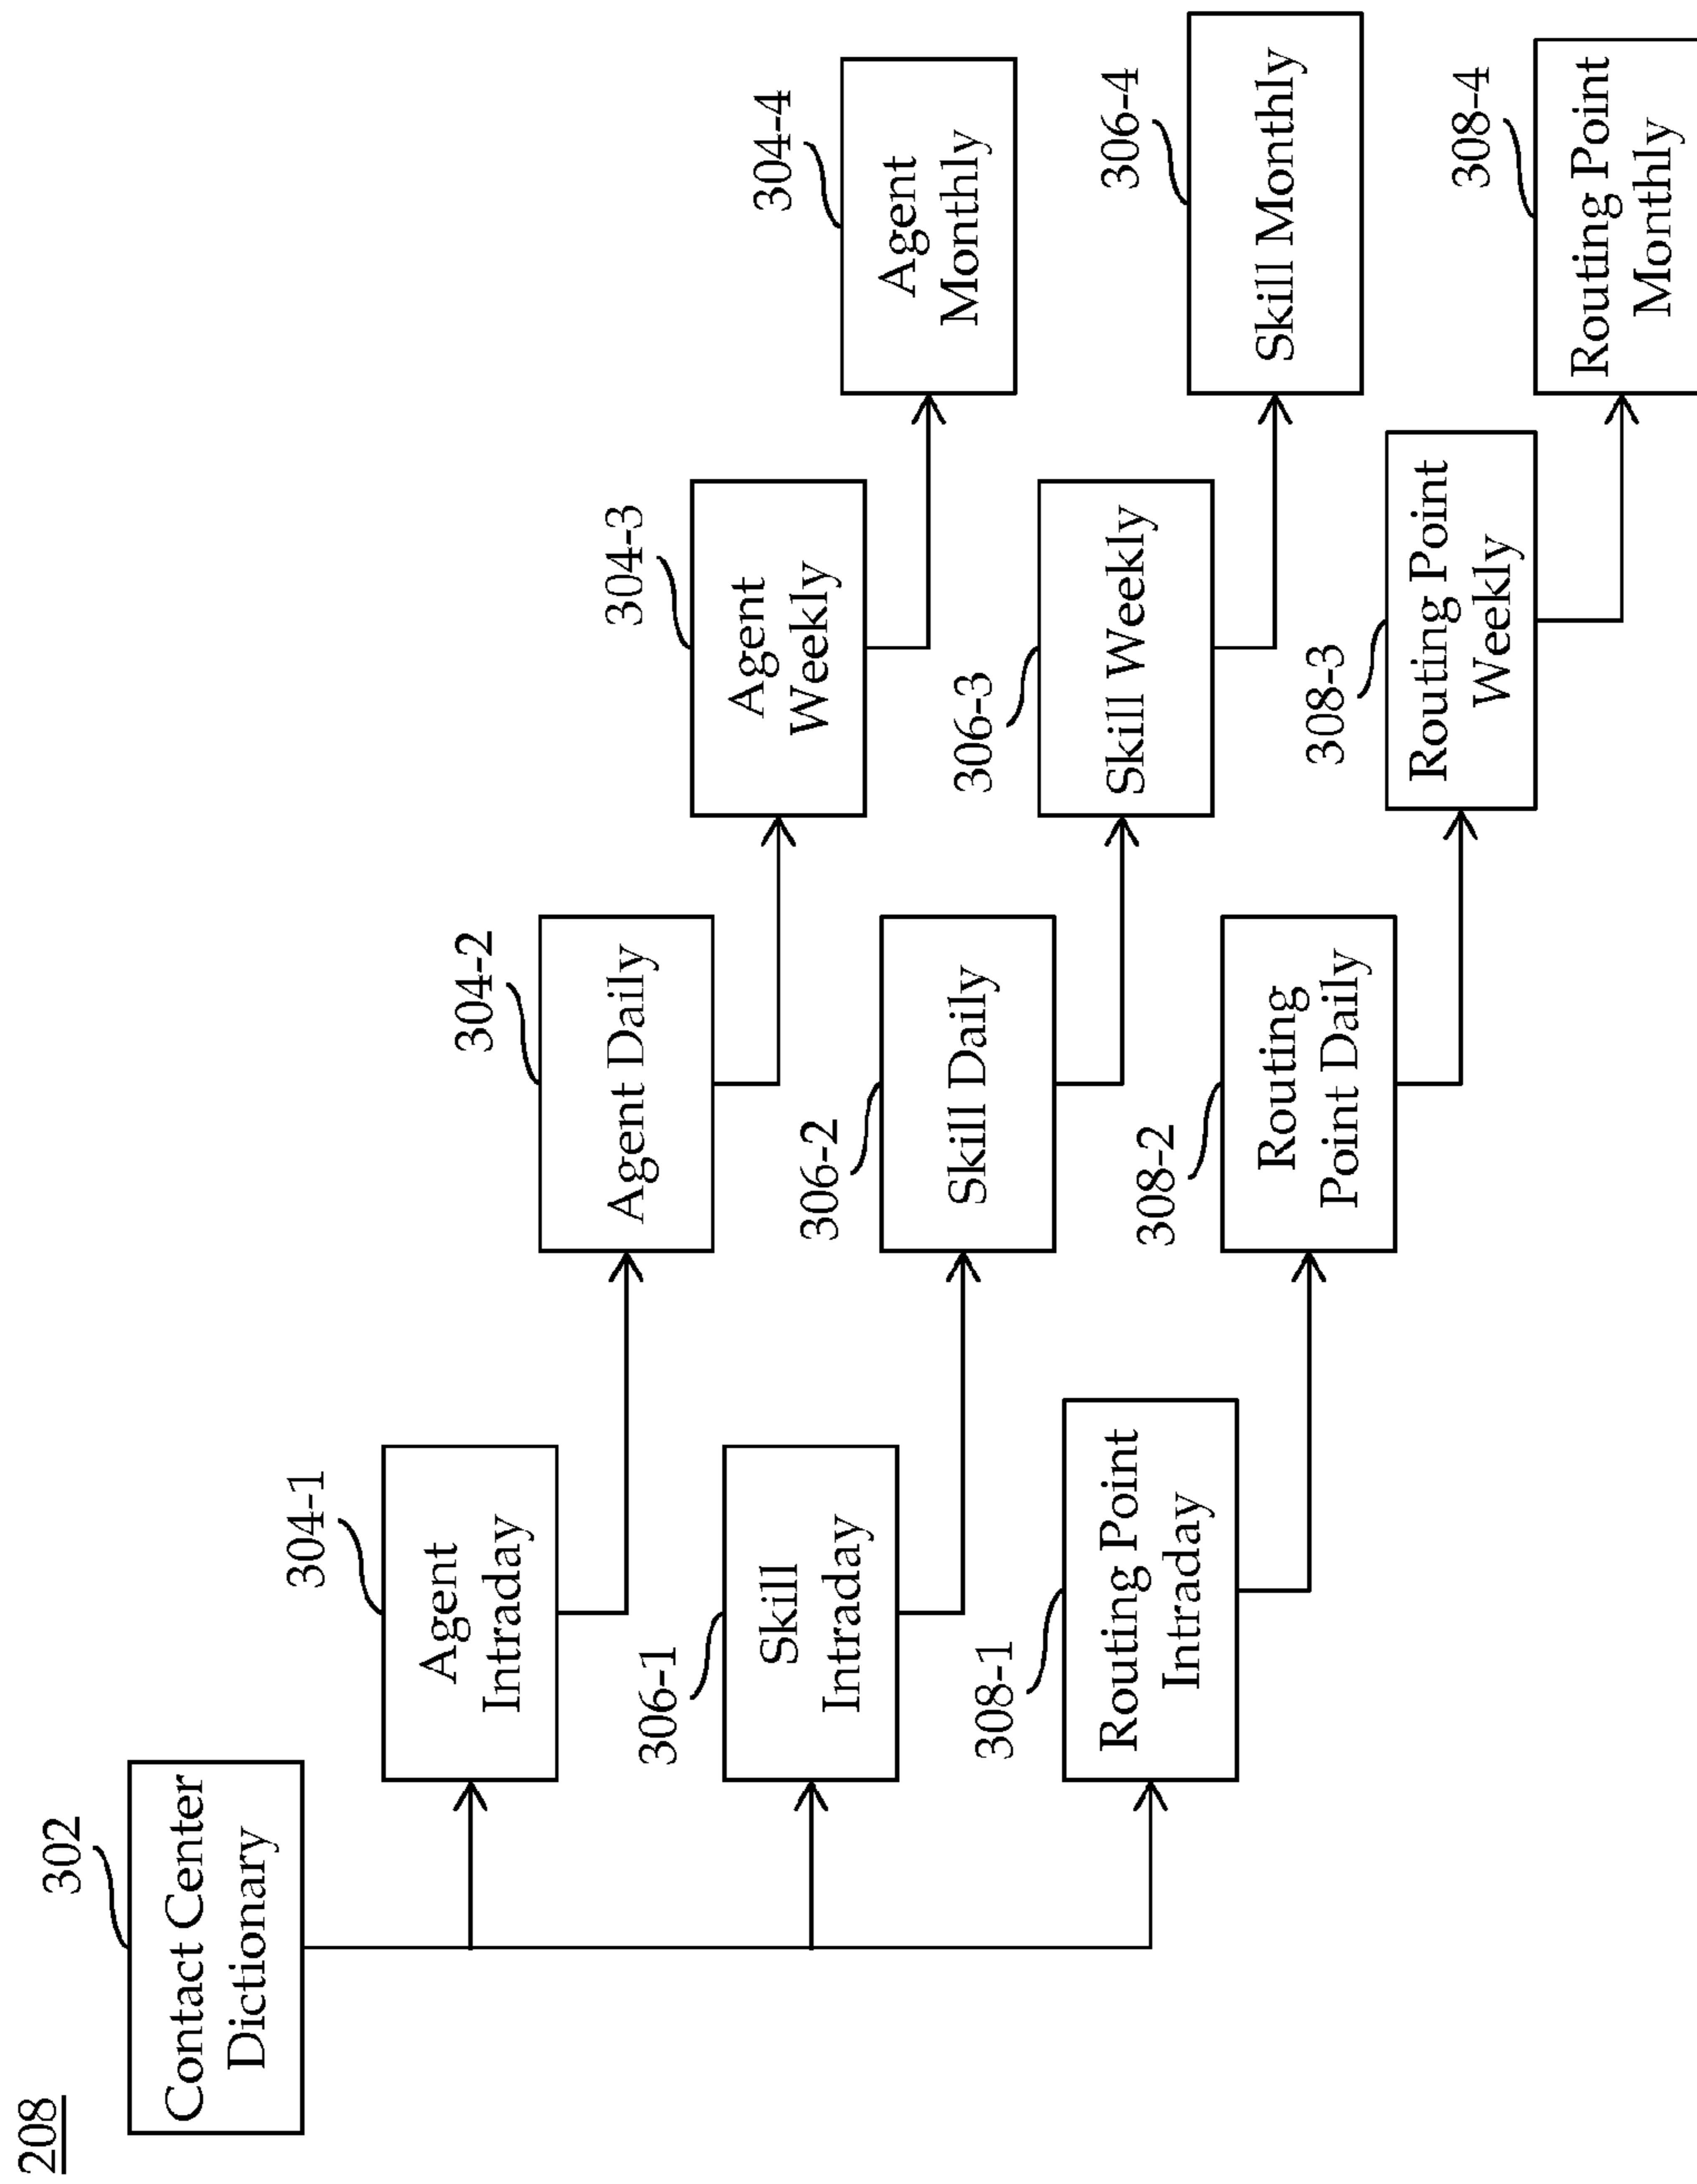 208
302
Contact Center
Dictionary
304-1
Agent
Intraday
304-2
Agent Daily
304-3
Agent
Weekly
304-4
Agent
Monthly
306-1
Skill
Intraday
306-2
Skill Daily
306-3
Skill Weekly
306-4
Skill Monthly
308-1
Routing Point
Intraday
308-2
Routing
Point Daily
308-3
Routing Point
Weekly
308-4
Routing Point
Monthly